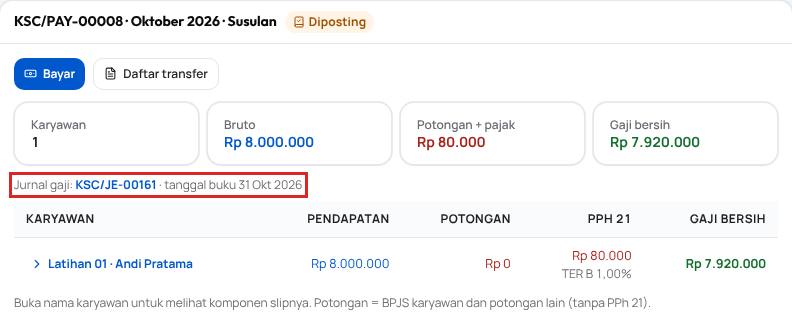 KSC/PAY-00008 · Oktober 2026 · Susulan Diposting
Bayar Daftar transfer
Karyawan Bruto Potongan + pajak Gaji bersih
1 Rp 8.000.000 Rp 80.000 Rp 7.920.000
Jurnal gaji: KSC/JE-00161 · tanggal buku 31 Okt 2026
KARYAWAN PENDAPATAN POTONGAN PPH 21 GAJI BERSIH
Latihan 01 · Andi Pratama Rp 8.000.000 Rp 0 Rp 80.000 Rp 7.920.000
TER B 1,00%
Buka nama karyawan untuk melihat komponen slipnya. Potongan = BPJS karyawan dan potongan lain (tanpa PPh 21).